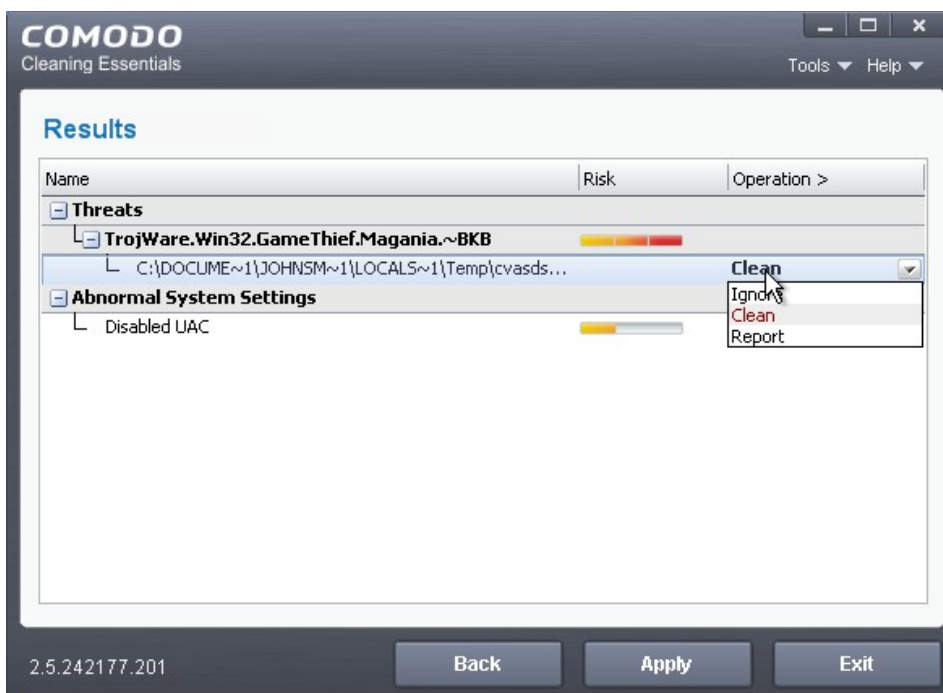 COMODO
Cleaning Essentials
Tools Help
Results
Name Risk Operation >
Threats
TrojWare.Win32.GameThief.Magania.~BKB
C:\DOCUME~1\JOHNSM~1\LOCALS~1\Temp\cvasds... Clean
Abnormal System Settings
Ignore
Disabled UAC
Clean
Report
2.5.242177.201 Back Apply Exit